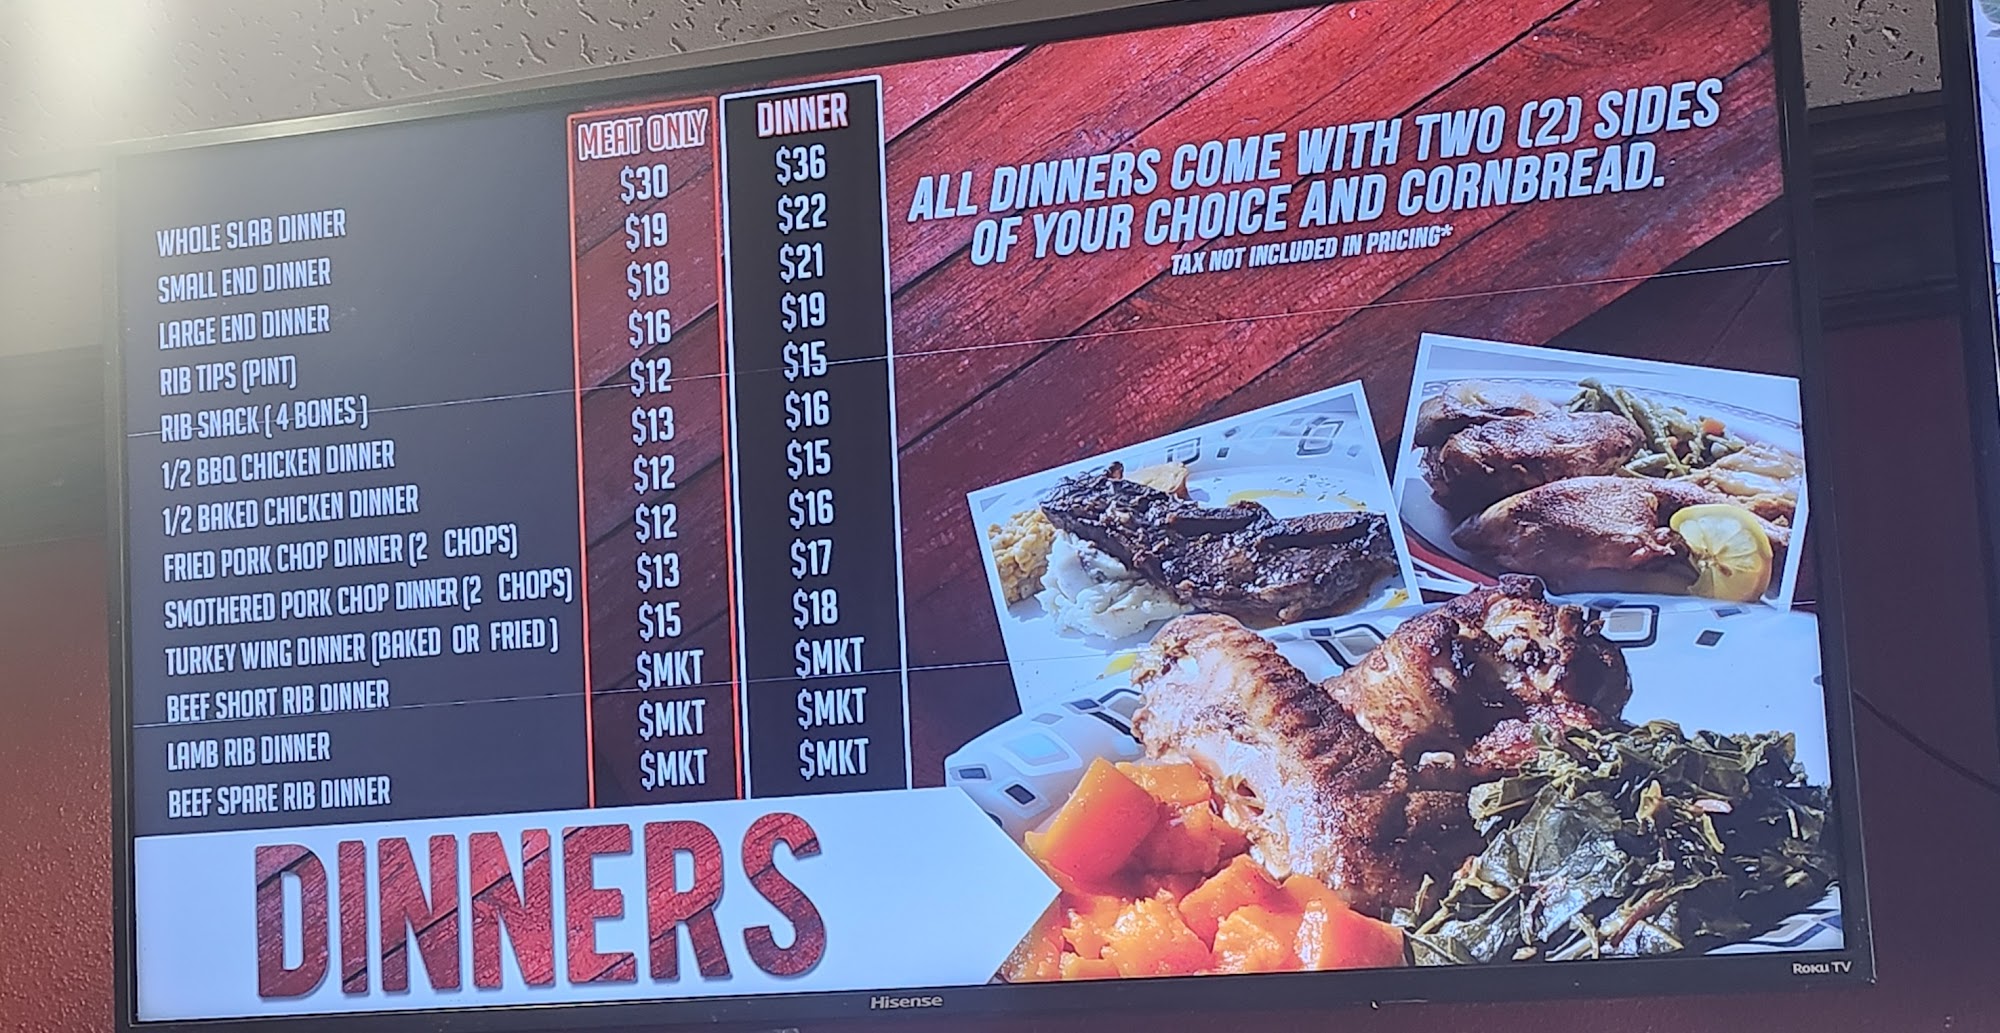 MEAT ONLY DINNER
WHOLE SLAB DINNER $30 $36
SMALL END DINNER $19 $22
LARGE END DINNER $18 $21
RIB TIPS (PINT) $16 $19
RIB SNACK ( 4 BONES ) $12 $15
1/2 BBQ CHICKEN DINNER $13 $16
1/2 BAKED CHICKEN DINNER $12 $15
FRIED PORK CHOP DINNER (2 CHOPS) $12 $16
SMOTHERED PORK CHOP DINNER (2 CHOPS) $13 $17
TURKEY WING DINNER (BAKED OR FRIED ) $15 $18
BEEF SHORT RIB DINNER $MKT $MKT
LAMB RIB DINNER $MKT $MKT
BEEF SPARE RIB DINNER $MKT $MKT
DINNERS
ALL DINNERS COME WITH TWO (2) SIDES
OF YOUR CHOICE AND CORNBREAD.
TAX NOT INCLUDED IN PRICING*
Hisense
ROKU TV